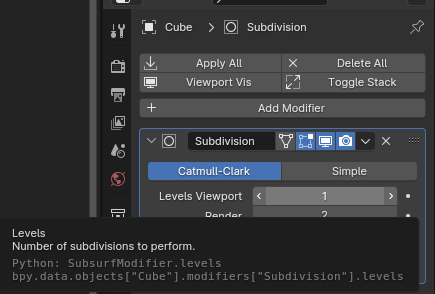 Cube > Subdivision
Apply All
Delete All
Viewport Vis
Toggle Stack
Add Modifier
Subdivision
Catmull-Clark
Simple
Levels Viewport
1
Render
2
Levels
Number of subdivisions to perform.
Python: SubsurfModifier.levels
bpy.data.objects["Cube"].modifiers["Subdivision"].levels